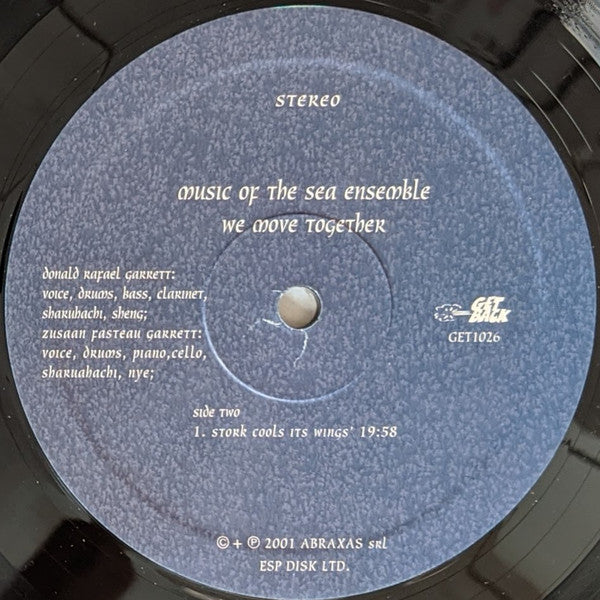 STEREO
music of the sea ensemble
we move together
donald rafael garrett:
voice, drums, bass, clarinet,
shakuhachi, sheng;
zusaan fasteau garrett:
voice, drums, piano,cello,
sharuahachi, nye;
GET
BACK
GET1026
side two
1. stork cools its wings' 19:58
© + ℗ 2001 ABRAXAS srl
ESP DISK LTD.